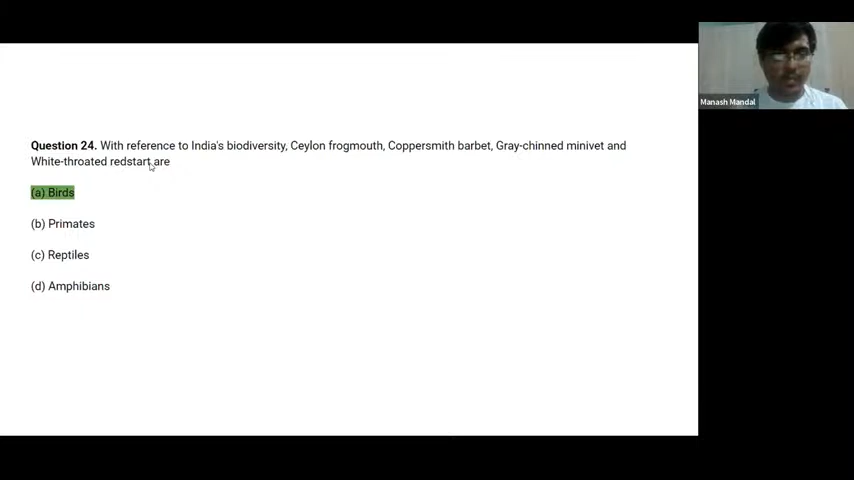 Question 24. With reference to India's biodiversity, Ceylon frogmouth, Coppersmith barbet, Gray-chinned minivet and
White-throated redstart are
(a) Birds
(b) Primates
(c) Reptiles
(d) Amphibians
Manash Mandal